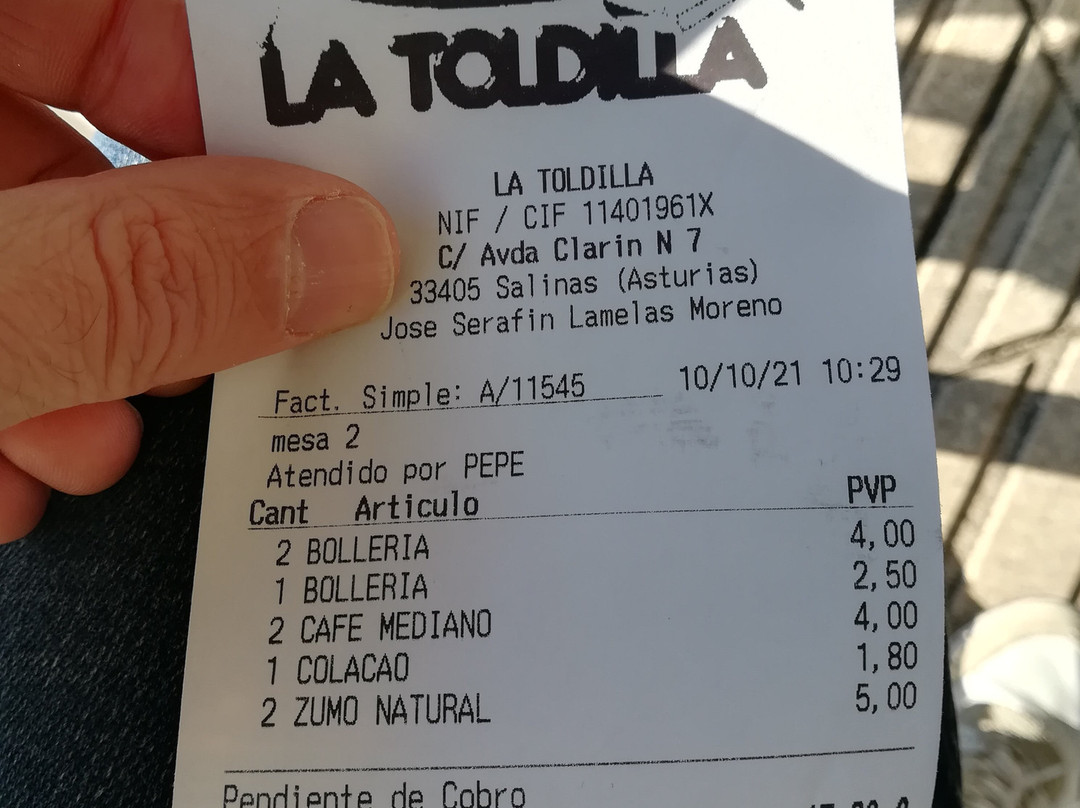 LA TOLDILLA
LA TOLDILLA
NIF / CIF 11401961X
C/ Avda Clarin N 7
33405 Salinas (Asturias)
Jose Serafin Lamelas Moreno
Fact. Simple: A/11545 10/10/21 10:29
mesa 2
Atendido por PEPE
Cant Articulo PVP
2 BOLLERIA 4,00
1 BOLLERIA 2,50
2 CAFE MEDIANO 4,00
1 COLACAO 1,80
2 ZUMO NATURAL 5,00
Pendiente de Cobro